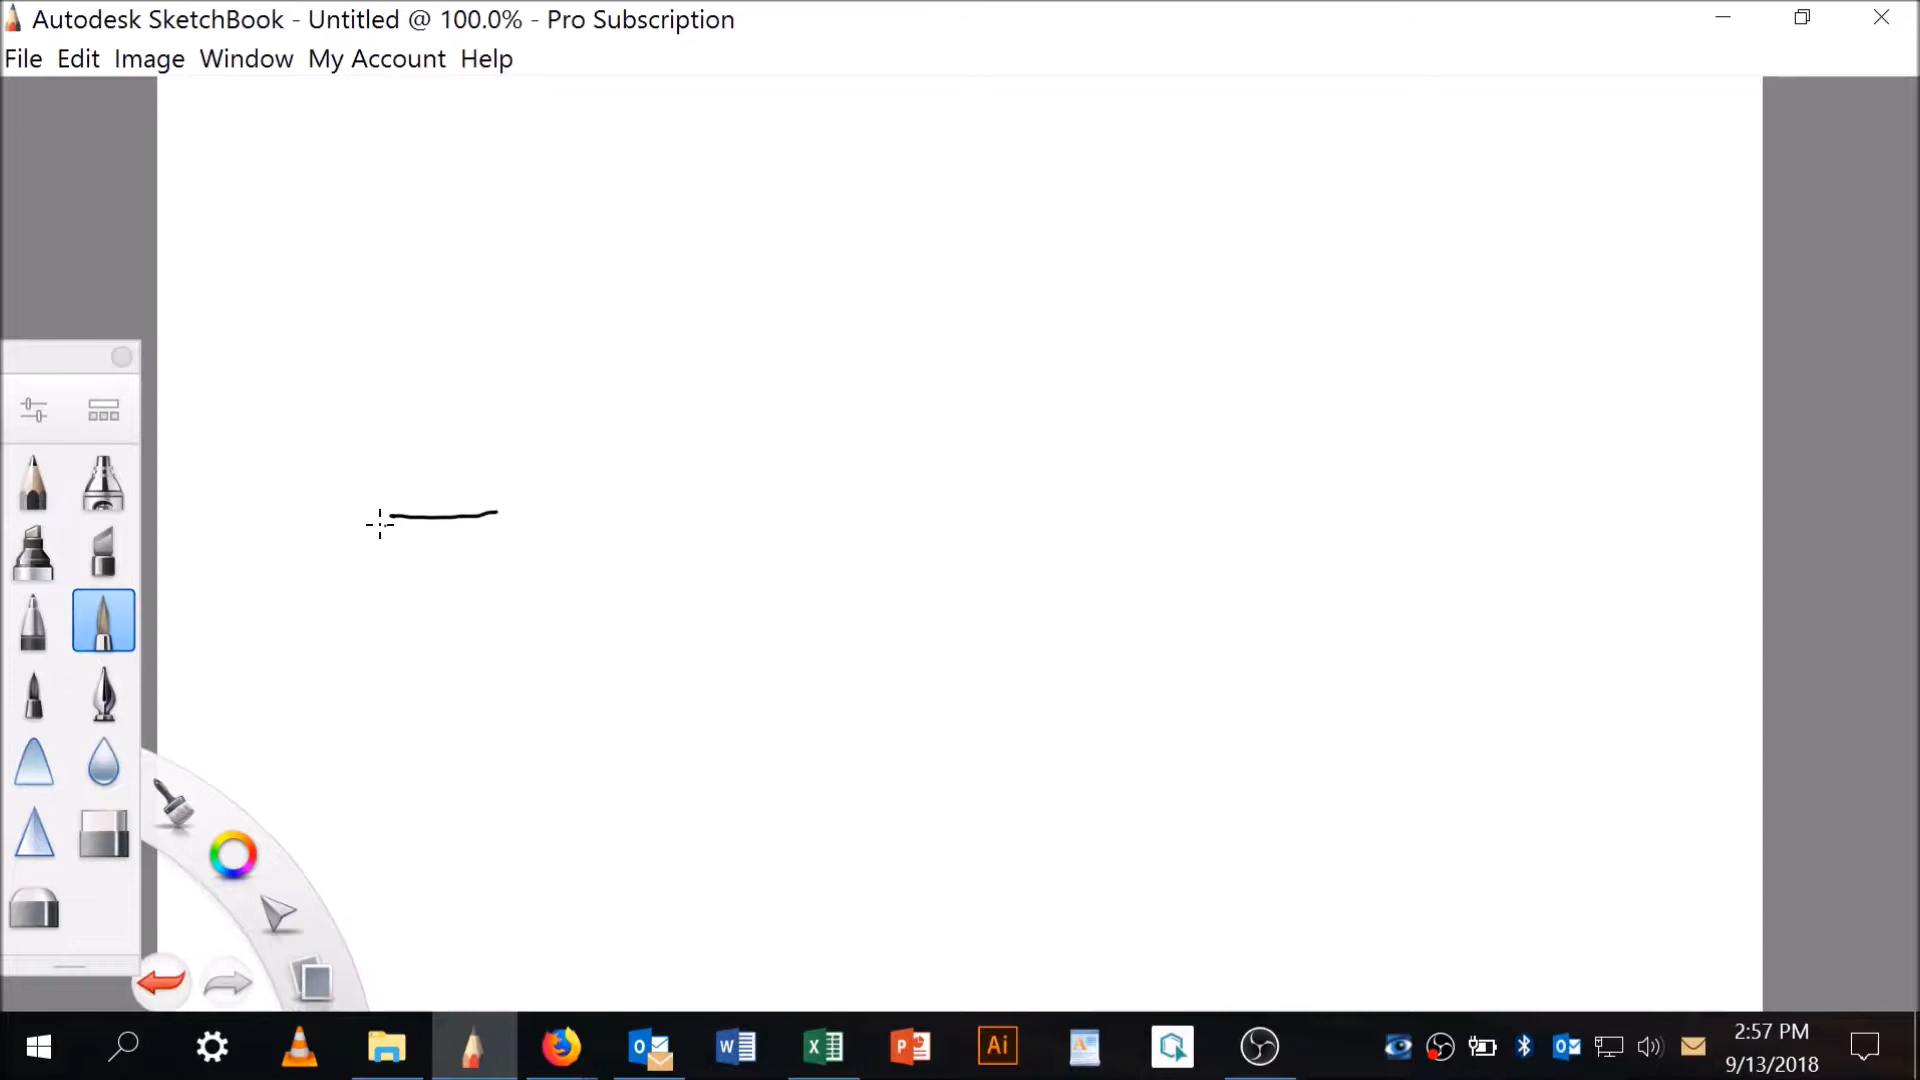 Autodesk SketchBook - Untitled @ 100.0% - Pro Subscription
File Edit Image Window My Account Help
Ai
2:57 PM
9/13/2018